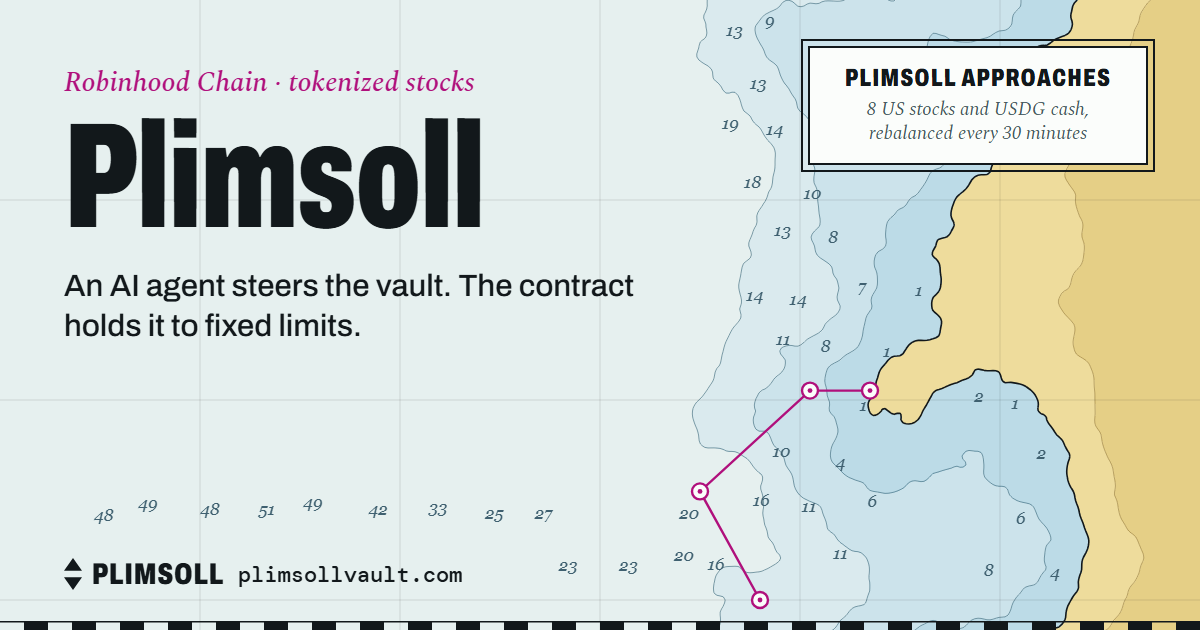 Robinhood Chain · tokenized stocks
Plimsoll
An AI agent steers the vault. The contract
holds it to fixed limits.
PLIMSOLL APPROACHES
8 US stocks and USDG cash,
rebalanced every 30 minutes
13 9
13
19 14
18 10
13 8
14 14 7 1
11 8 1
1 2 1
10 4 2
16 11 6 6
48 49 48 51 49 42 33 25 27 20
23 23 20 16 11 8 4
PLIMSOLL plimsollvault.com